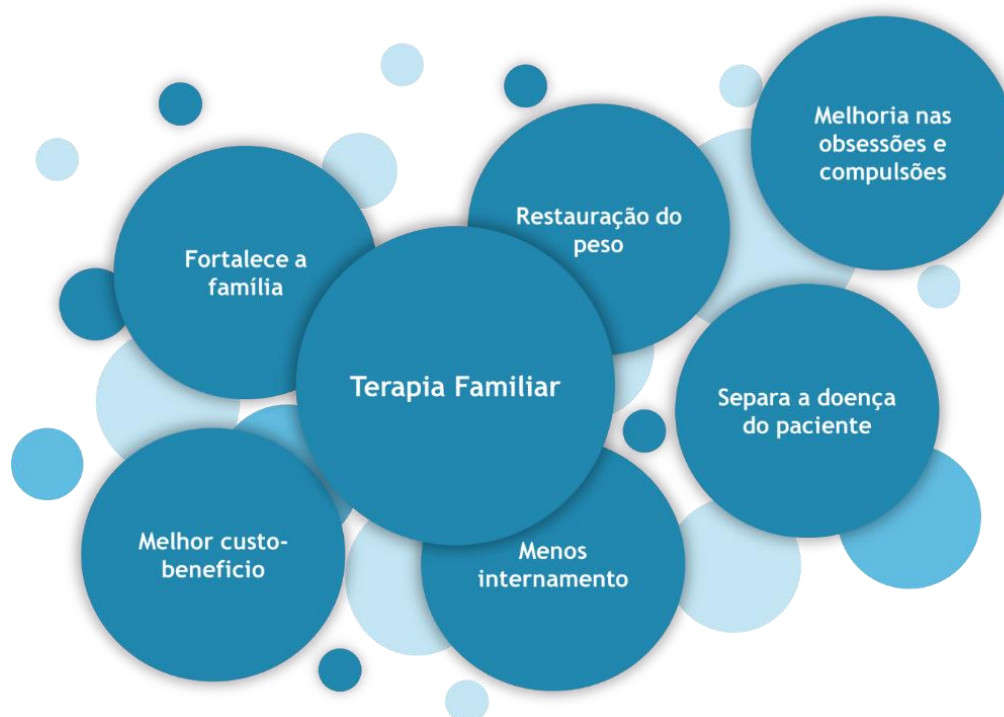 Melhoria nas
obsessões e
compulsões
Restauração do
peso
Fortalece a
família
Terapia Familiar
Separa a doença
do paciente
Melhor custo-
beneficio
Menos
internamento